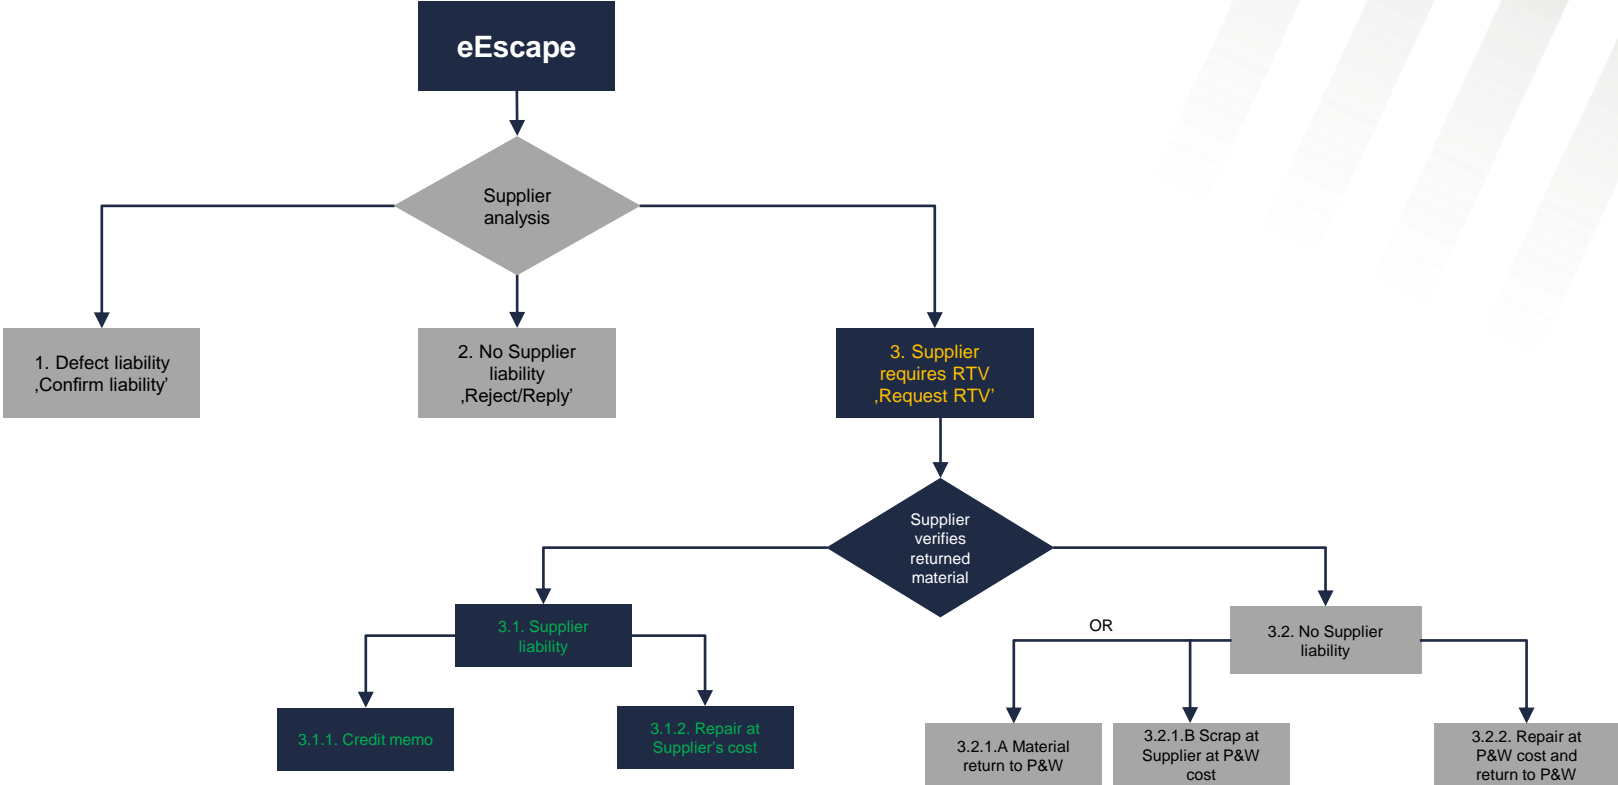 eEscape
Supplier
analysis
1. Defect liability
‚Confirm liability’
2. No Supplier
liability
‚Reject/Reply’
3. Supplier
requires RTV
‚Request RTV’
Supplier
verifies
returned
material
3.1. Supplier
liability
OR
3.2. No Supplier
liability
3.1.1. Credit memo
3.1.2. Repair at
Supplier’s cost
3.2.1.A Material
return to P&W
3.2.1.B Scrap at
Supplier at P&W
cost
3.2.2. Repair at
P&W cost and
return to P&W